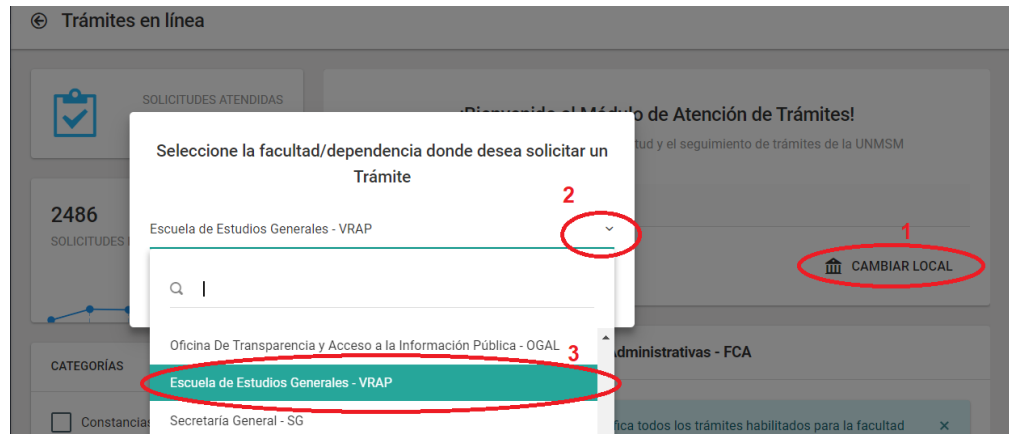 Trámites en línea
SOLICITUDES ATENDIDAS
o de Atención de Trámites!
Seleccione la facultad/dependencia donde desea solicitar un
Trámite
tud y el seguimiento de trámites de la UNMSM
2486
SOLICITUDES
2
Escuela de Estudios Generales - VRAP
1
CAMBIAR LOCAL
Oficina De Transparencia y Acceso a la Información Pública - OGAL
3
Administrativas - FCA
CATEGORÍAS
Escuela de Estudios Generales - VRAP
Constancias
Secretaría General - SG
fica todos los trámites habilitados para la facultad